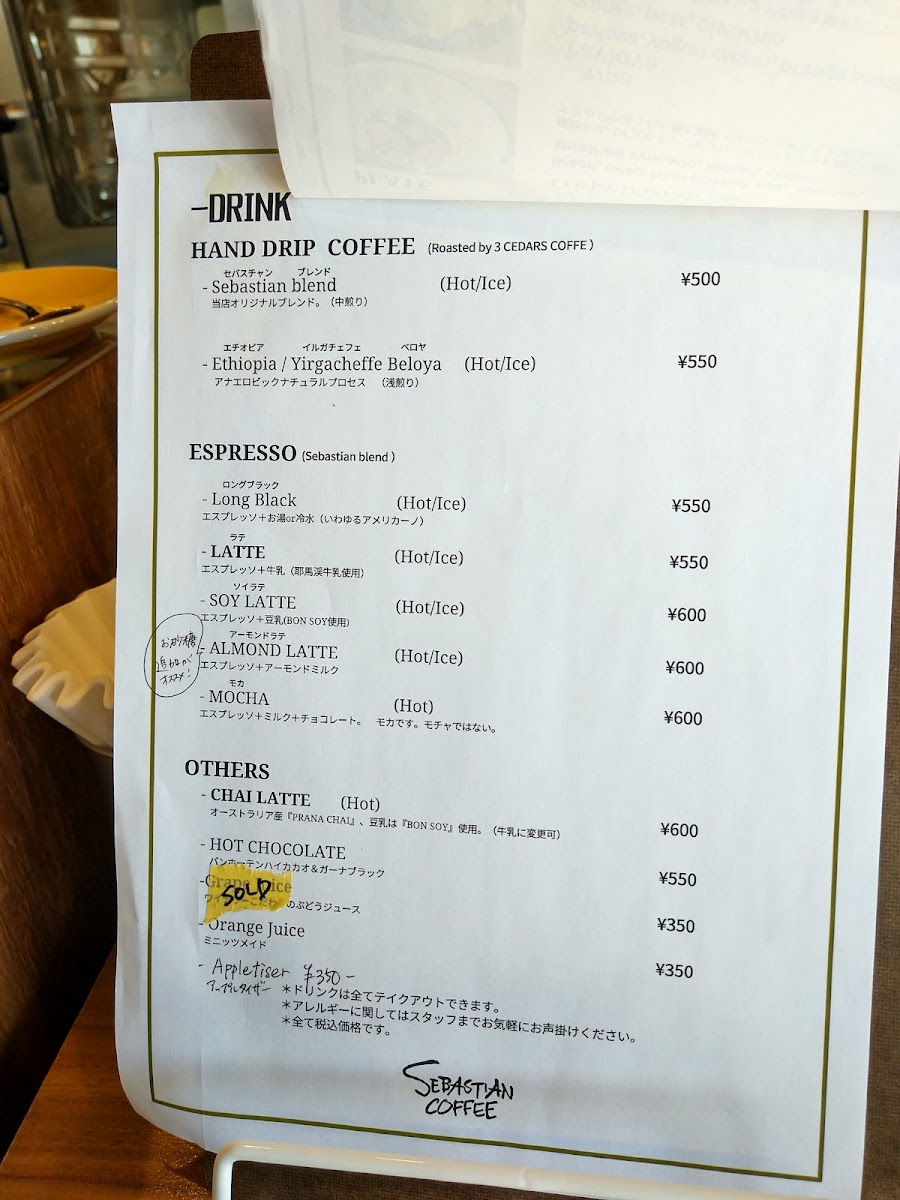 -DRINK
HAND DRIP COFFEE (Roasted by 3 CEDARS COFFE )
セバスチャン ブレンド
- Sebastian blend (Hot/Ice) ¥500
当店オリジナルブレンド。（中煎り）
エチオピア イルガチェフェ ベロヤ
- Ethiopia / Yirgacheffe Beloya (Hot/Ice) ¥550
アナエロビックナチュラルプロセス （浅煎り）
ESPRESSO (Sebastian blend )
ロングブラック
- Long Black (Hot/Ice) ¥550
エスプレッソ＋お湯or冷水（いわゆるアメリカーノ）
ラテ
- LATTE (Hot/Ice) ¥550
エスプレッソ＋牛乳（耶馬渓牛乳使用）
ソイラテ
- SOY LATTE (Hot/Ice) ¥600
エスプレッソ＋豆乳(BON SOY使用)
アーモンドラテ
- ALMOND LATTE (Hot/Ice) ¥600
エスプレッソ＋アーモンドミルク
お砂糖
追加が
オススメ!
モカ
- MOCHA (Hot) ¥600
エスプレッソ＋ミルク＋チョコレート。 モカです。モチャではない。
OTHERS
- CHAI LATTE (Hot) ¥600
オーストラリア産『PRANA CHAI』、豆乳は『BON SOY』使用。（牛乳に変更可）
- HOT CHOCOLATE ¥550
バンホーテンハイカカオ＆ガーナブラック
-Grape Juice ¥350
SOLD
のぶどうジュース
- Orange Juice ¥350
ミニッツメイド
- Appletiser ¥350-
アップルタイザー
＊ドリンクは全てテイクアウトできます。
＊アレルギーに関してはスタッフまでお気軽にお声掛けください。
＊全て税込価格です。
SEBASTIAN
COFFEE